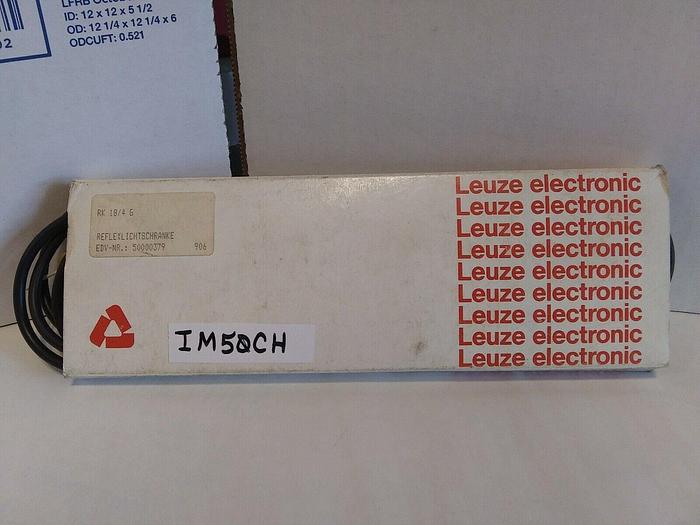 ID: 12 x 12 x 5 1/2
OD: 12 1/4 x 12 1/4 x 6
ODCUFT: 0.521
02
RK 18/4 G
REFLEXLICHTSCHRANKE
EDV-NR.: 50000379 906
IM50CH
Leuze electronic
Leuze electronic
Leuze electronic
Leuze electronic
Leuze electronic
Leuze electronic
Leuze electronic
Leuze electronic
Leuze electronic